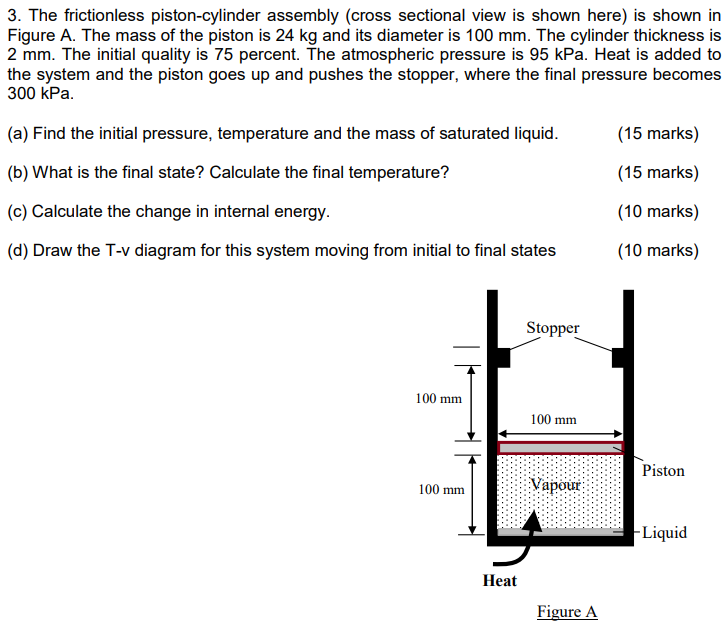 3. The frictionless piston-cylinder assembly (cross sectional view is shown here) is shown in
Figure A. The mass of the piston is 24 kg and its diameter is 100 mm. The cylinder thickness is
2 mm. The initial quality is 75 percent. The atmospheric pressure is 95 kPa. Heat is added to
the system and the piston goes up and pushes the stopper, where the final pressure becomes
300 kPa.
(a) Find the initial pressure, temperature and the mass of saturated liquid. (15 marks)
(b) What is the final state? Calculate the final temperature? (15 marks)
(c) Calculate the change in internal energy. (10 marks)
(d) Draw the T-v diagram for this system moving from initial to final states (10 marks)
Stopper
100 mm
100 mm
Piston
100 mm
Vapour
Liquid
Heat
Figure A